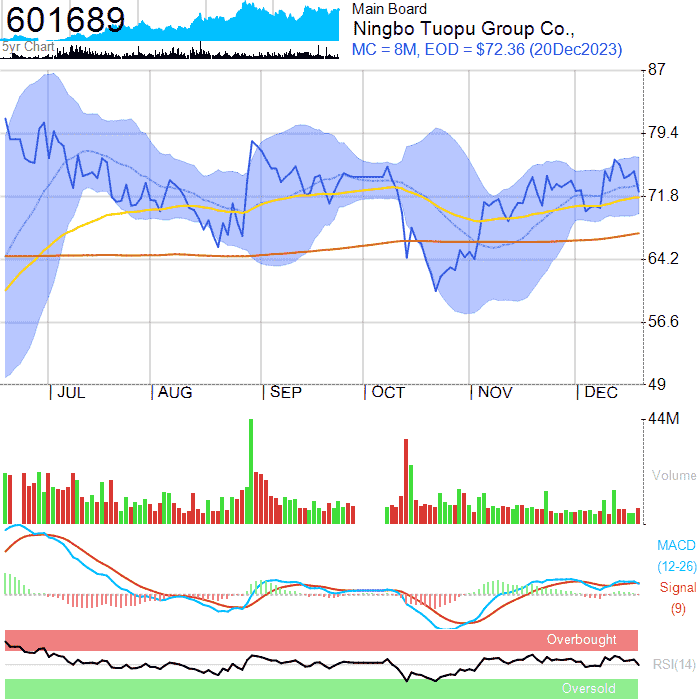 601689
5yr Chart
Main Board
Ningbo Tuopu Group Co.,
MC = 8M, EOD = $72.36 (20Dec2023)
87
79.4
71.8
64.2
56.6
49
JUL AUG SEP OCT NOV DEC
44M
Volume
MACD
(12-26)
Signal
(9)
Overbought
RSI(14)
Oversold